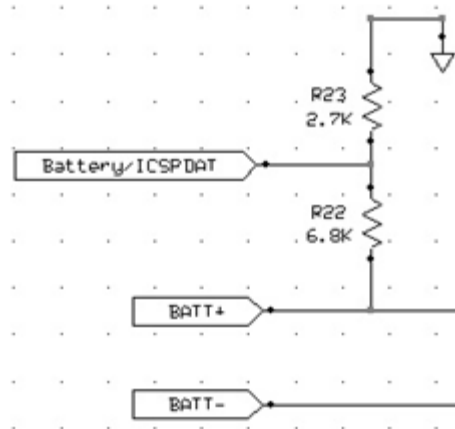 R23
2.7K
Battery/ICSPDAT
R22
6.8K
BATT+
BATT-